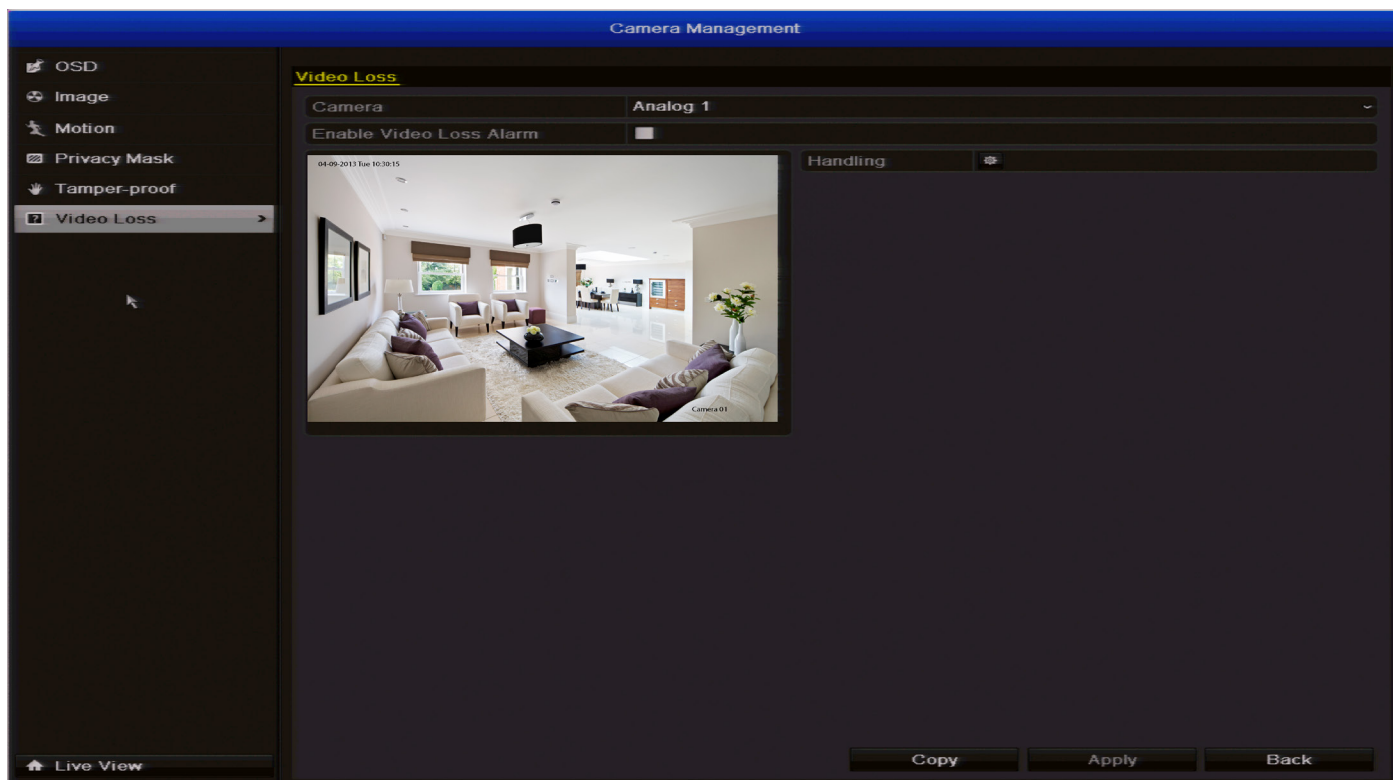 Camera Management
OSD
Image
Motion
Privacy Mask
Tamper-proof
Video Loss
Video Loss
Camera Analog 1
Enable Video Loss Alarm
04-09-2013 Tue 10:30:15
Camera 01
Handling
Live View
Copy
Apply
Back